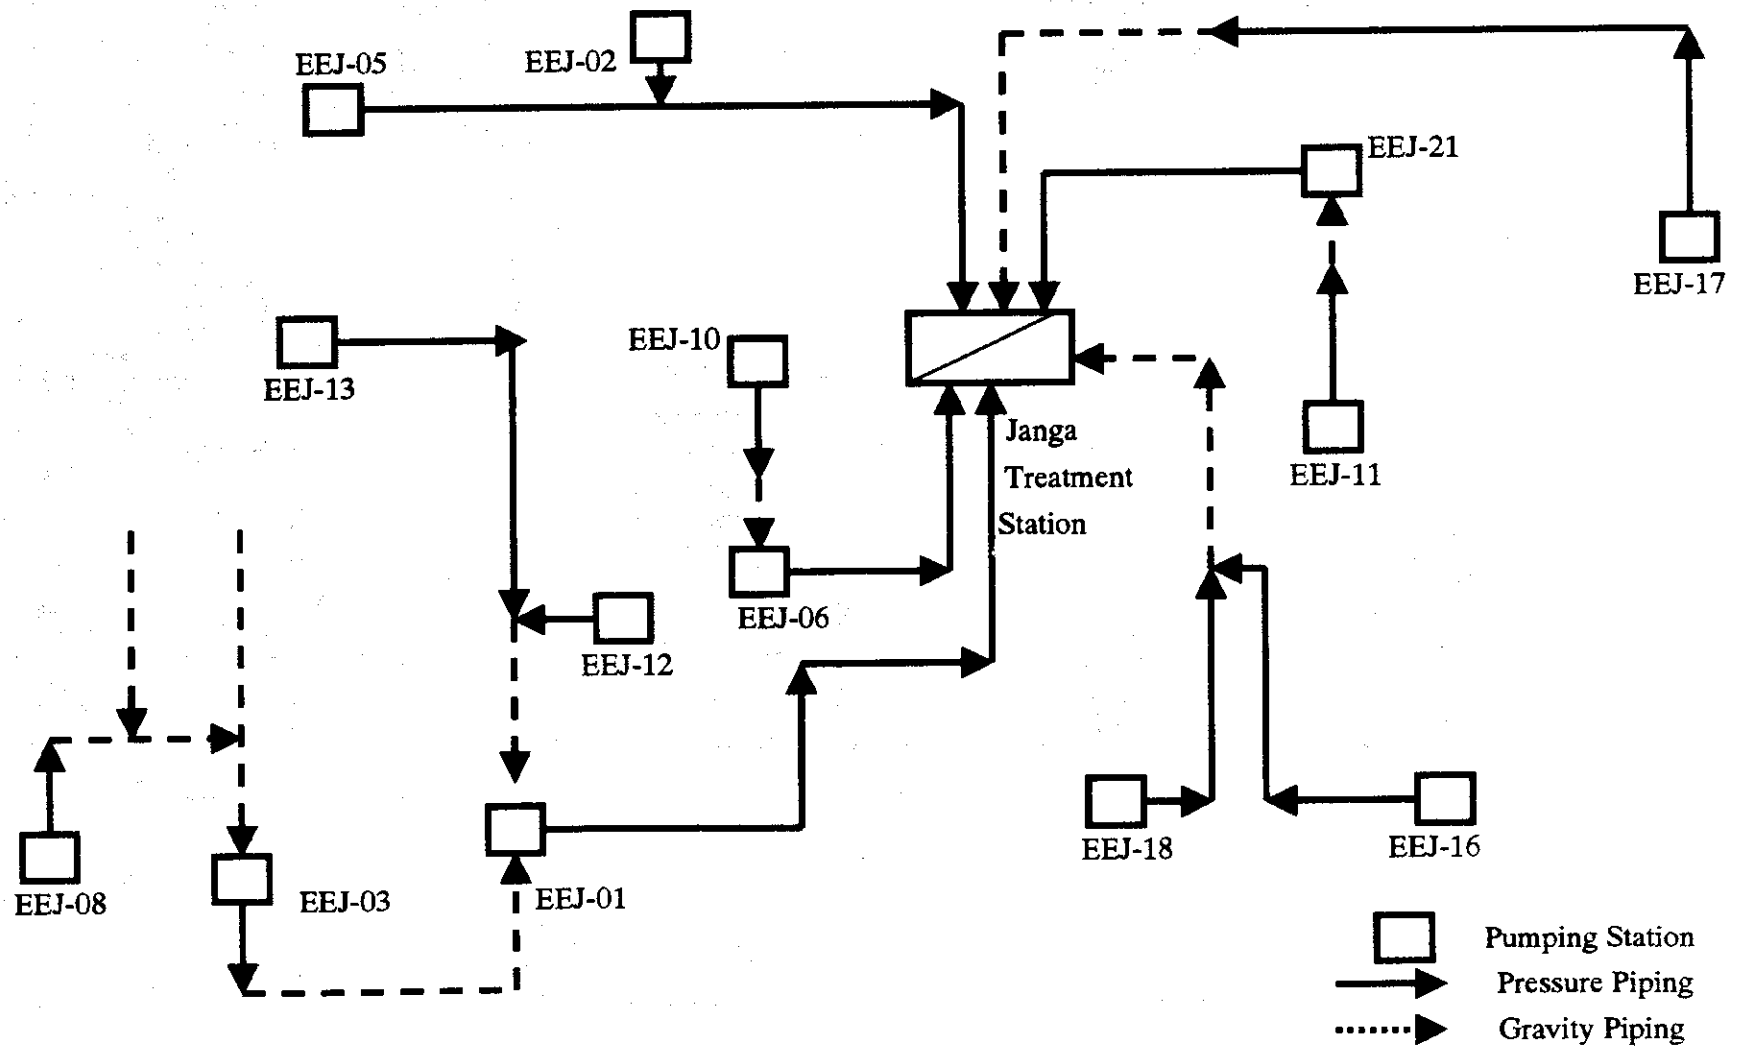 EEJ-05
EEJ-02
EEJ-21
EEJ-17
EEJ-13
EEJ-10
Janga
Treatment
Station
EEJ-11
EEJ-06
EEJ-12
EEJ-18
EEJ-16
EEJ-08
EEJ-03
EEJ-01
Pumping Station
Pressure Piping
Gravity Piping